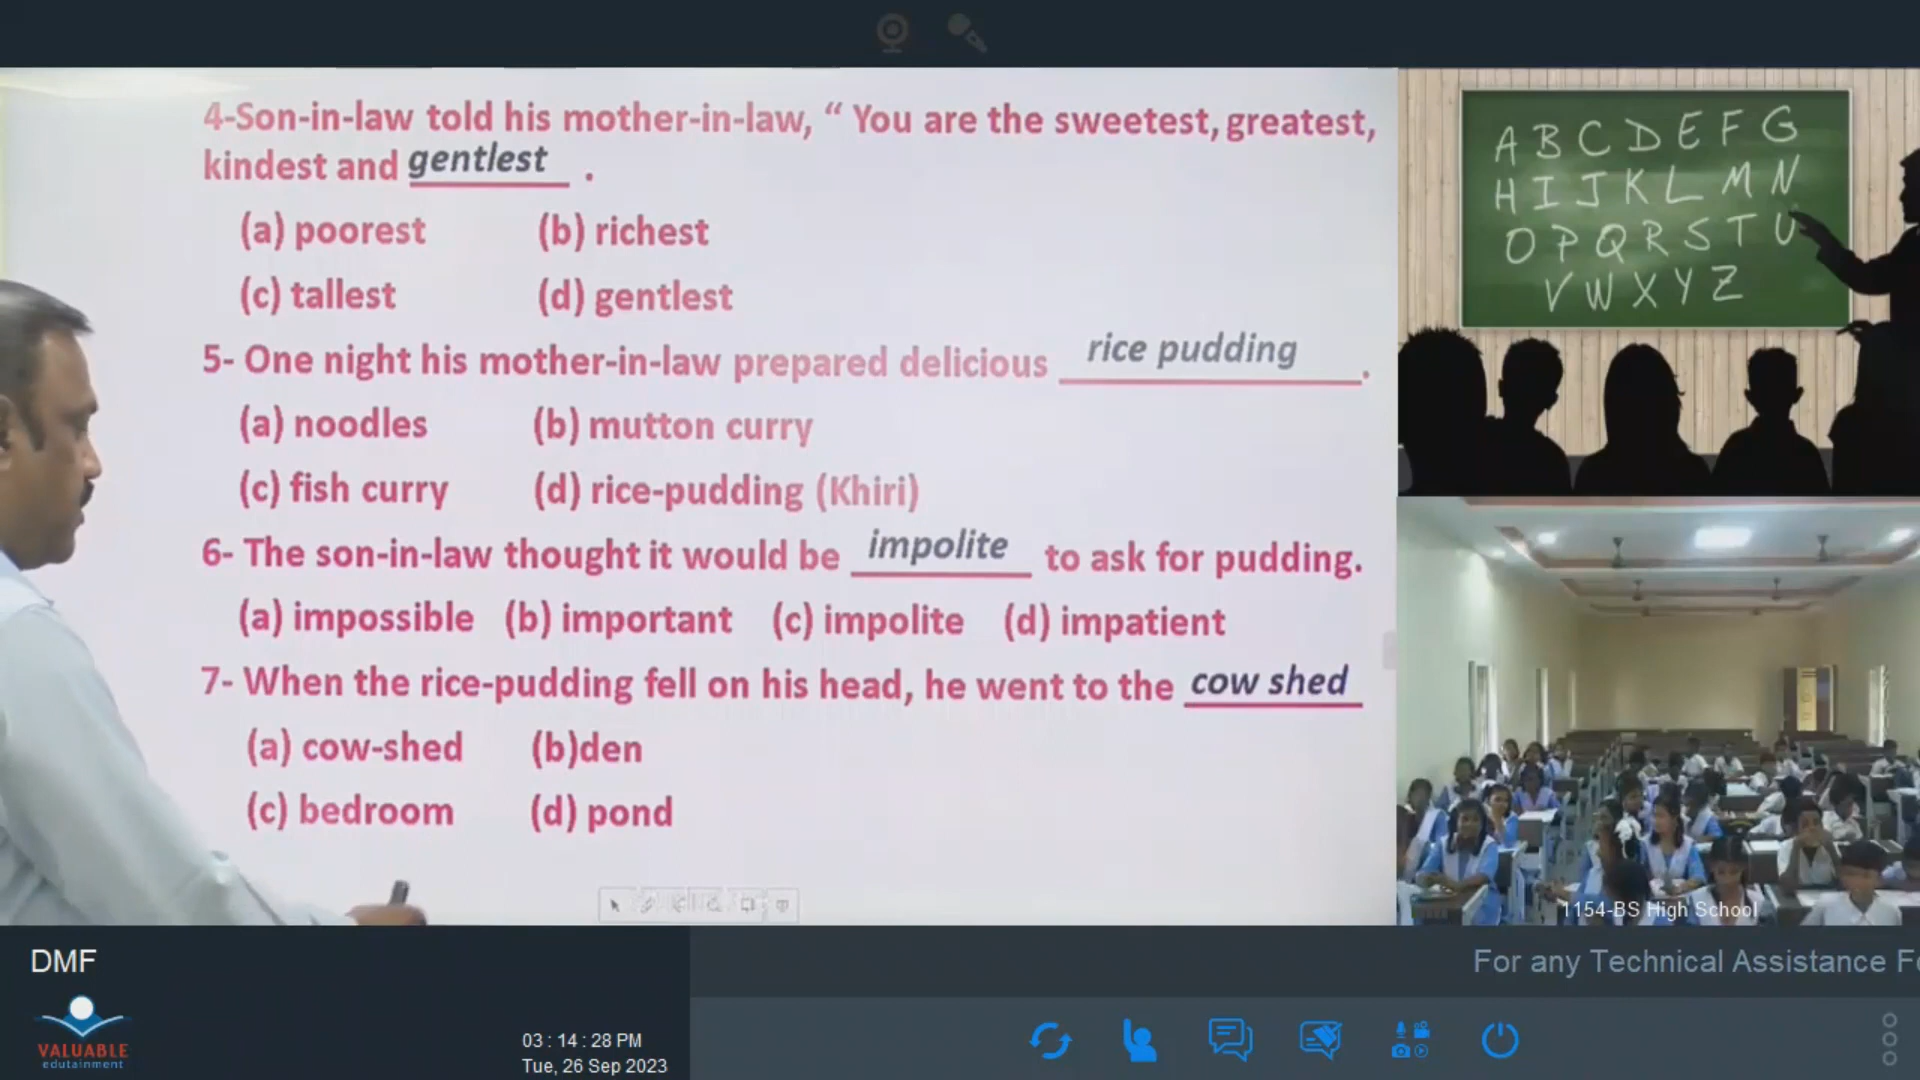 4-Son-in-law told his mother-in-law, “ You are the sweetest, greatest,
kindest and gentlest .
(a) poorest (b) richest
(c) tallest (d) gentlest
5- One night his mother-in-law prepared delicious rice pudding .
(a) noodles (b) mutton curry
(c) fish curry (d) rice-pudding (Khiri)
6- The son-in-law thought it would be impolite to ask for pudding.
(a) impossible (b) important (c) impolite (d) impatient
7- When the rice-pudding fell on his head, he went to the cow shed
(a) cow-shed (b)den
(c) bedroom (d) pond
A B C D E F G
H I J K L M N
O P Q R S T U
V W X Y Z
1154-BS High School
DMF
For any Technical Assistance
VALUABLE
edutainment
03 : 14 : 28 PM
Tue, 26 Sep 2023